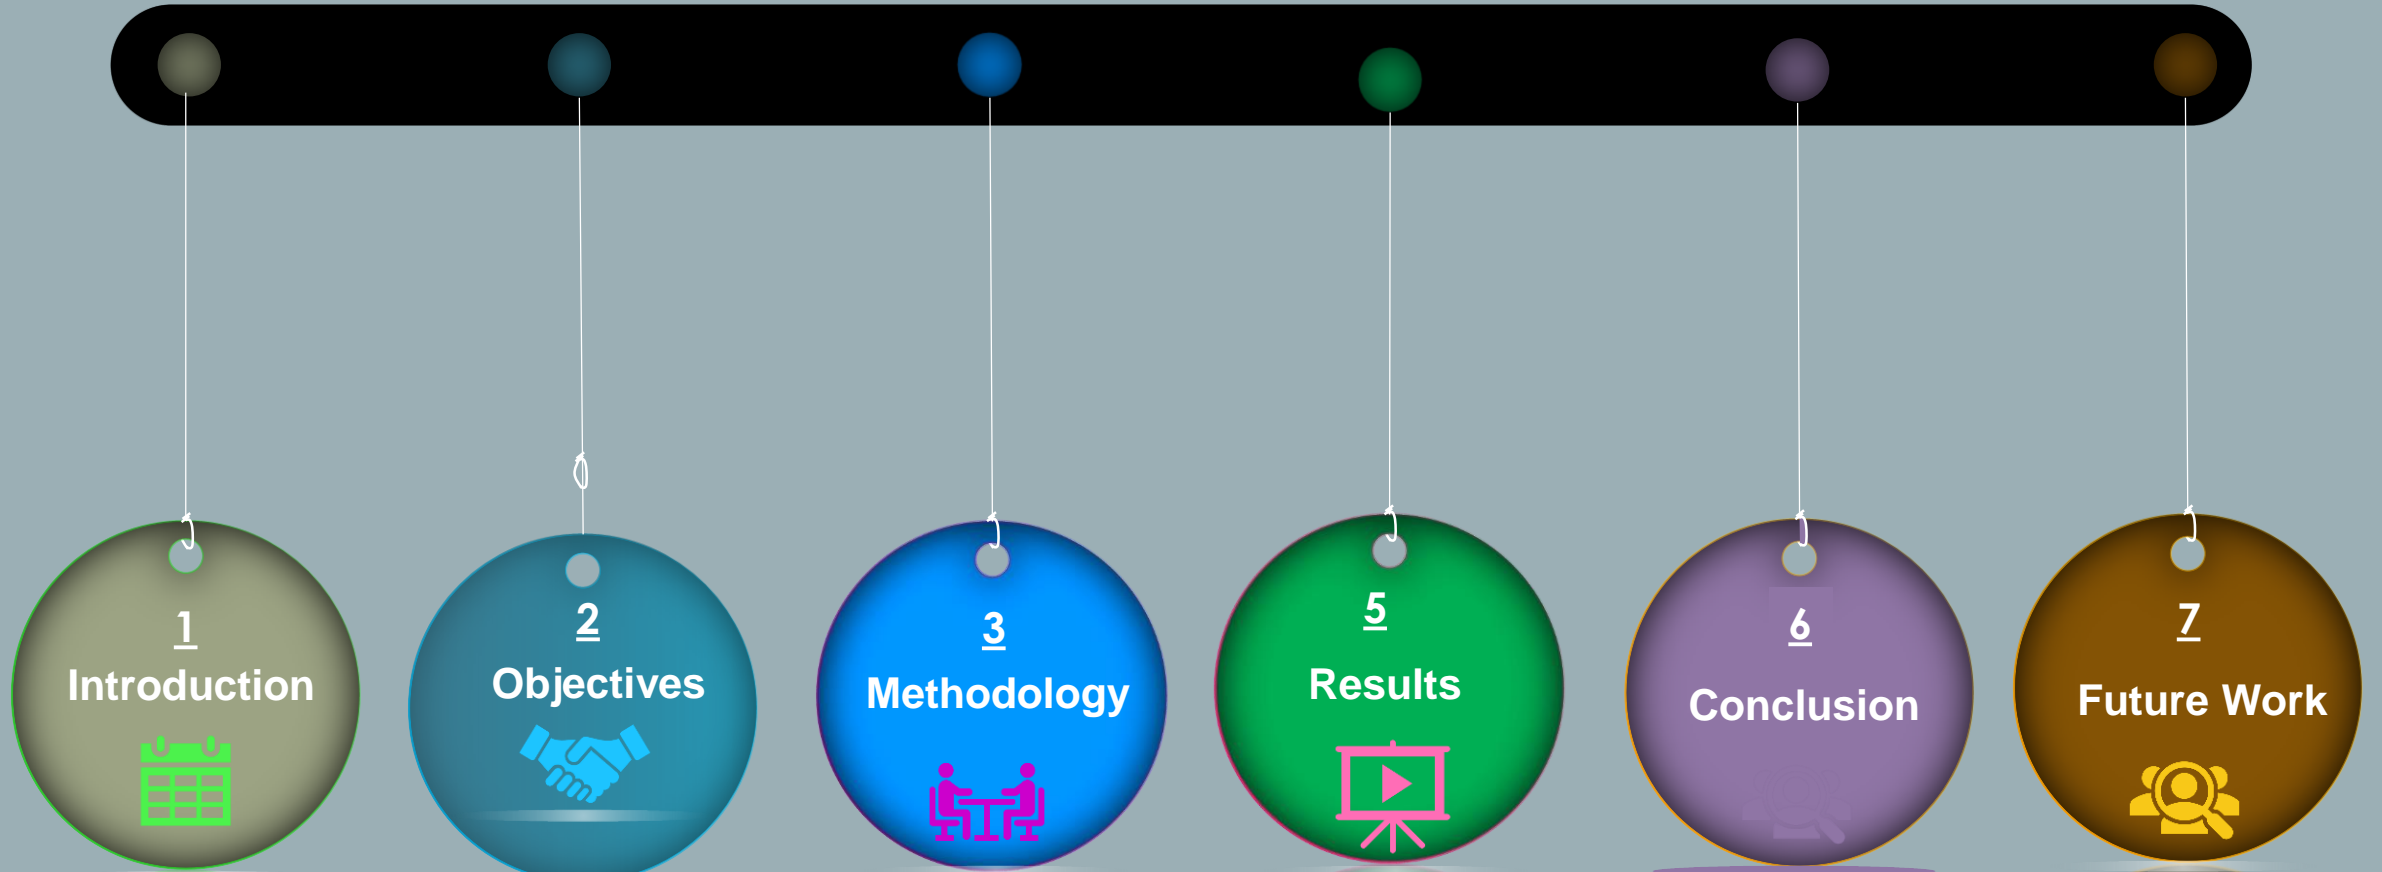 1
Introduction
2
Objectives
3
Methodology
5
Results
6
Conclusion
7
Future Work